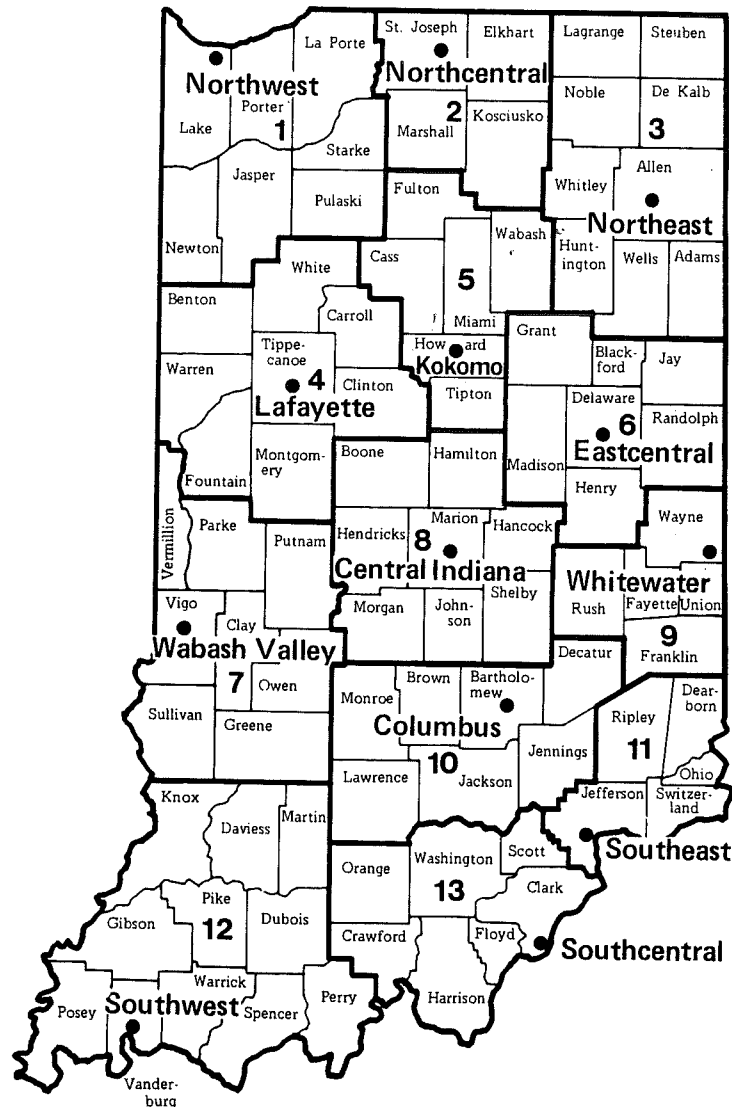 St. Joseph
Elkhart
Lagrange
Steuben
La Porte
Northwest
Northcentral
Porter
1
Lake
Starke
2
Marshall
Kosciusko
Noble
De Kalb
3
Jasper
Pulaski
Newton
Fulton
Whitley
Allen
Northeast
Wabash
Hunt-
ington
Wells
Adams
White
Cass
5
Miami
Benton
Carroll
Grant
Tippe-
canoe
How ard
Kokomo
Black-
ford
Jay
Warren
4
Clinton
Lafayette
Tipton
Delaware
Randolph
6
Eastcentral
Fountain
Montgom-
ery
Boone
Hamilton
Madison
Henry
Vermillion
Parke
Putnam
Hendricks
Marion
Hancock
8
Central Indiana
Wayne
Whitewater
Morgan
John-
son
Shelby
Rush
Fayette
Union
9
Franklin
Vigo
Clay
Wabash Valley
7
Owen
Decatur
Sullivan
Greene
Monroe
Brown
Bartholo-
mew
Columbus
10
Lawrence
Jackson
Jennings
Ripley
Dear-
born
11
Ohio
Jefferson
Switzer-
land
Southeast
Knox
Daviess
Martin
Orange
Washington
Scott
13
Clark
Pike
Gibson
12
Dubois
Crawford
Floyd
Southcentral
Harrison
Warrick
Posey
Southwest
Spencer
Perry
Vander-
burg